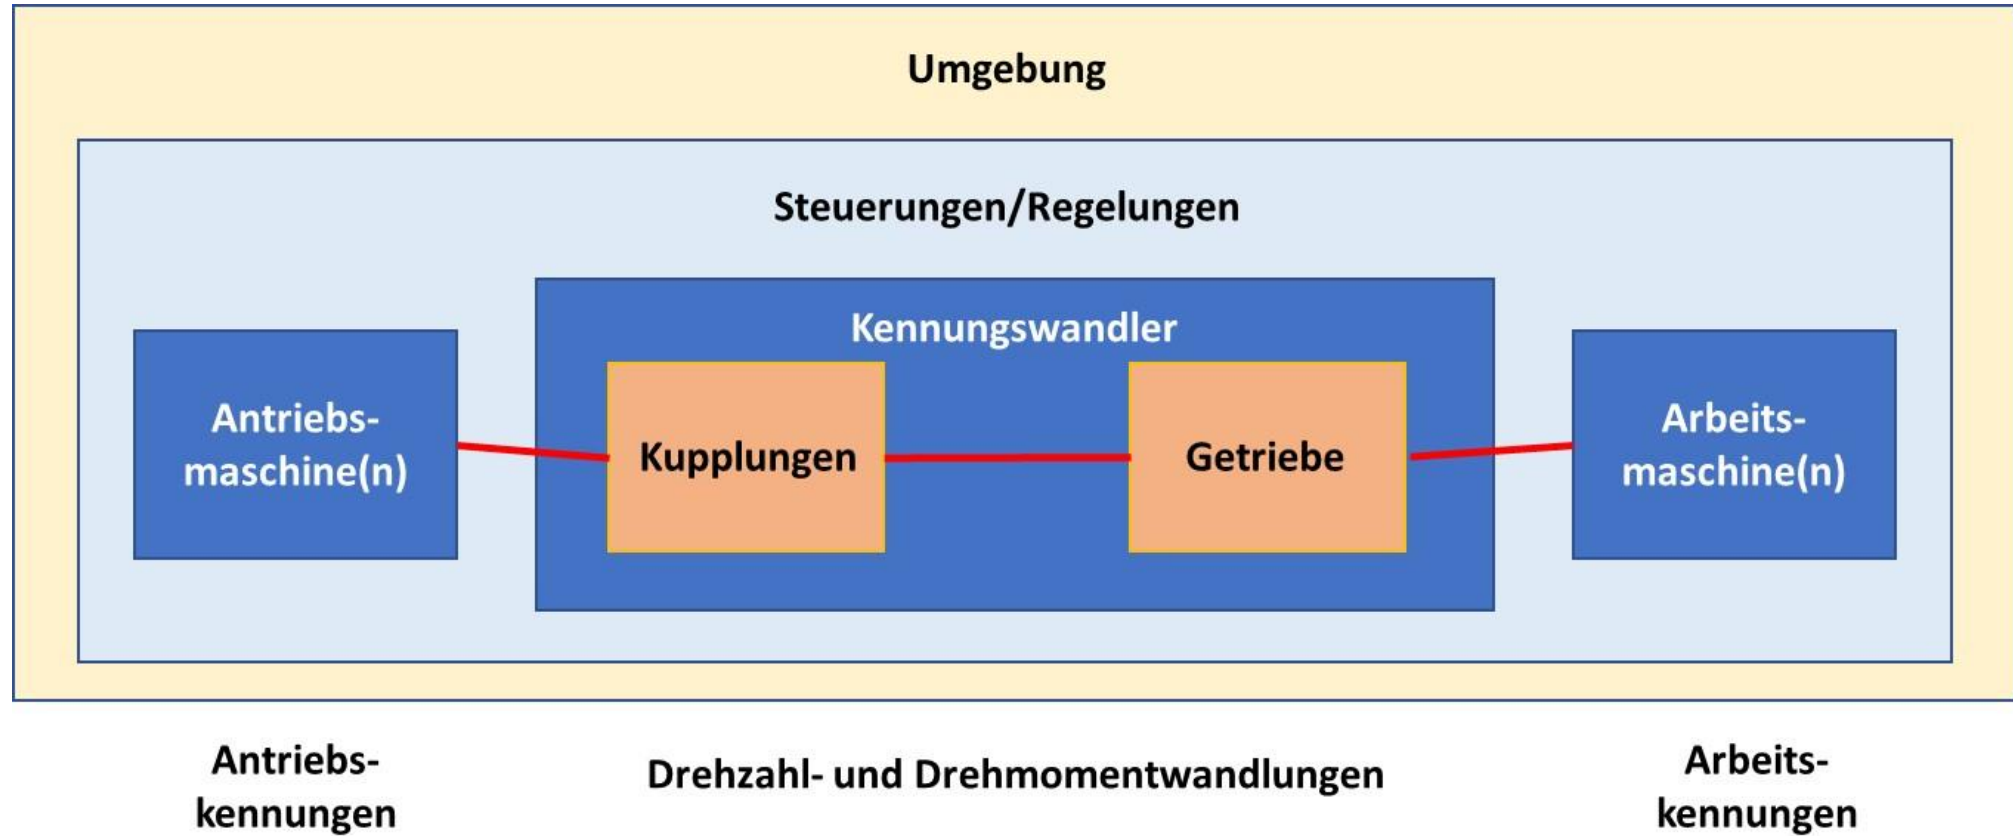 Umgebung
Steuerungen/Regelungen
Kennungswandler
Antriebs-
maschine(n)
Kupplungen
Getriebe
Arbeits-
maschine(n)
Antriebs-
kennungen
Drehzahl- und Drehmomentwandlungen
Arbeits-
kennungen